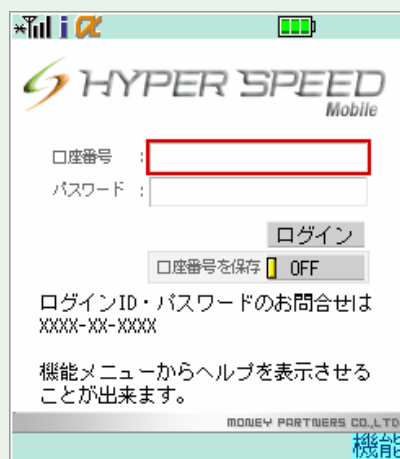 i α
HYPER SPEED
Mobile
口座番号 :
パスワード :
ログイン
口座番号を保存 OFF
ログインID・パスワードのお問合せは
XXXX-XX-XXXX
機能メニューからヘルプを表示させる
ことが出来ます。
MONEY PARTNERS CO.,LTD
機能